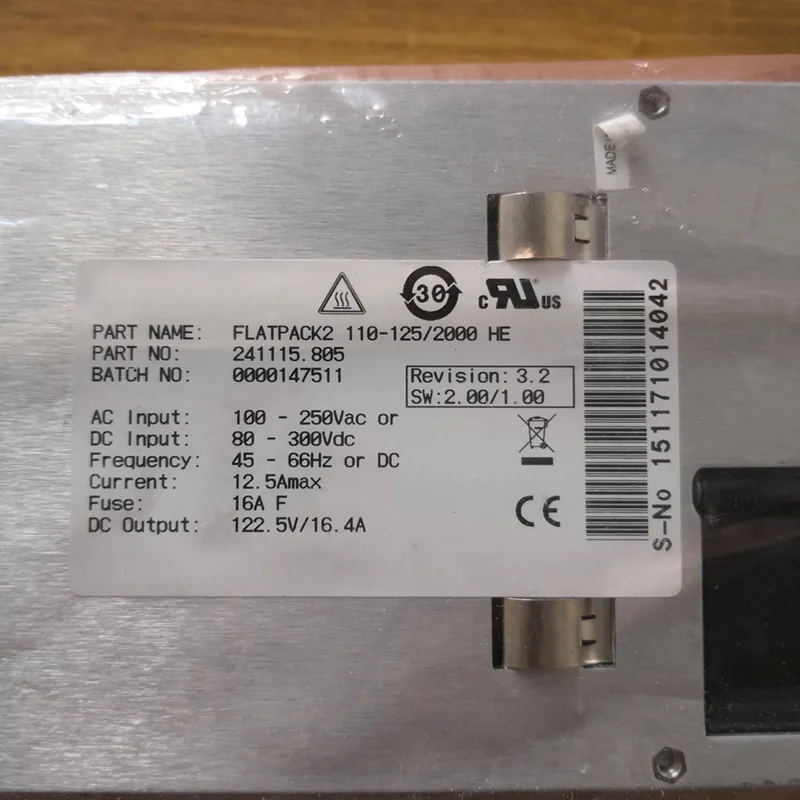 MADE
30
c RU US
PART NAME: FLATPACK2 110-125/2000 HE
PART NO: 241115.805
BATCH NO: 0000147511
Revision: 3.2
SW:2.00/1.00
AC Input: 100 - 250Vac or
DC Input: 80 - 300Vdc
Frequency: 45 - 66Hz or DC
Current: 12.5Amax
Fuse: 16A F
DC Output: 122.5V/16.4A
CE
S-No 151171014042